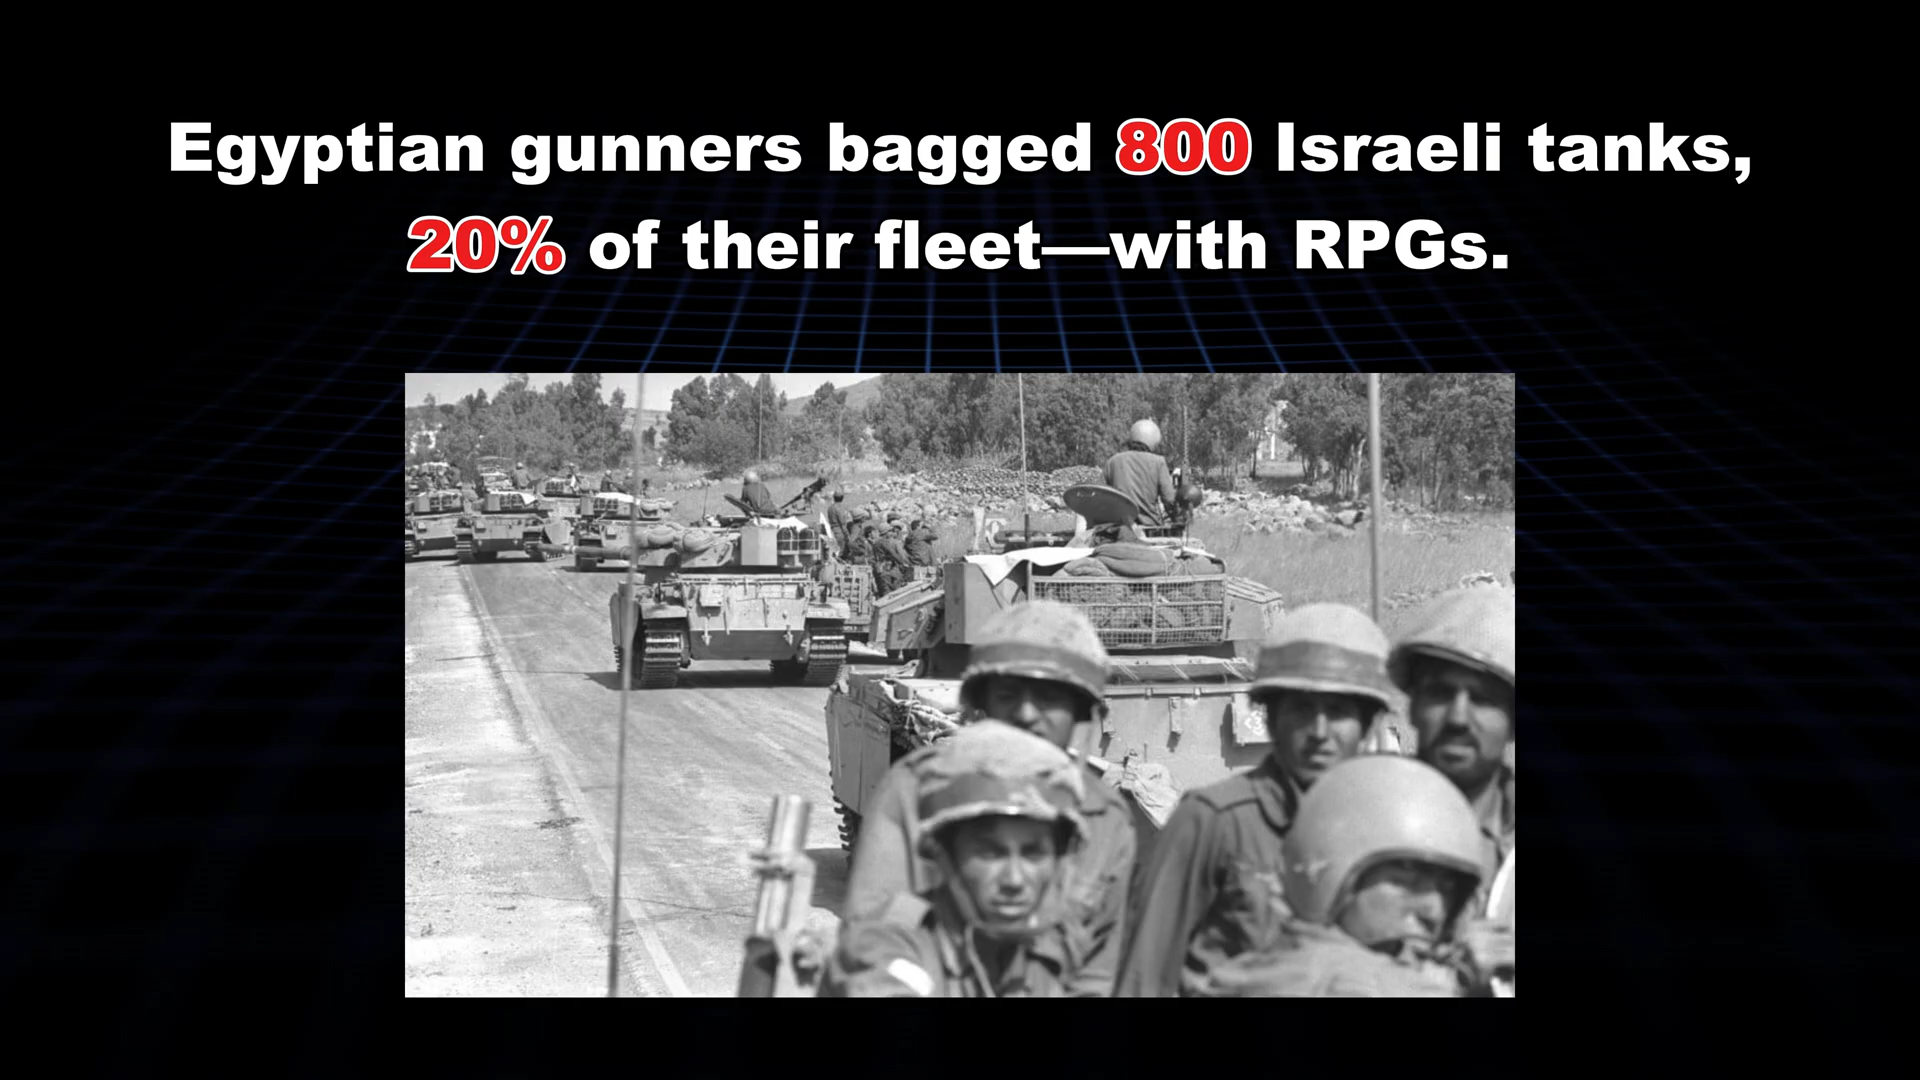 Egyptian gunners bagged 800 Israeli tanks,
20% of their fleet—with RPGs.